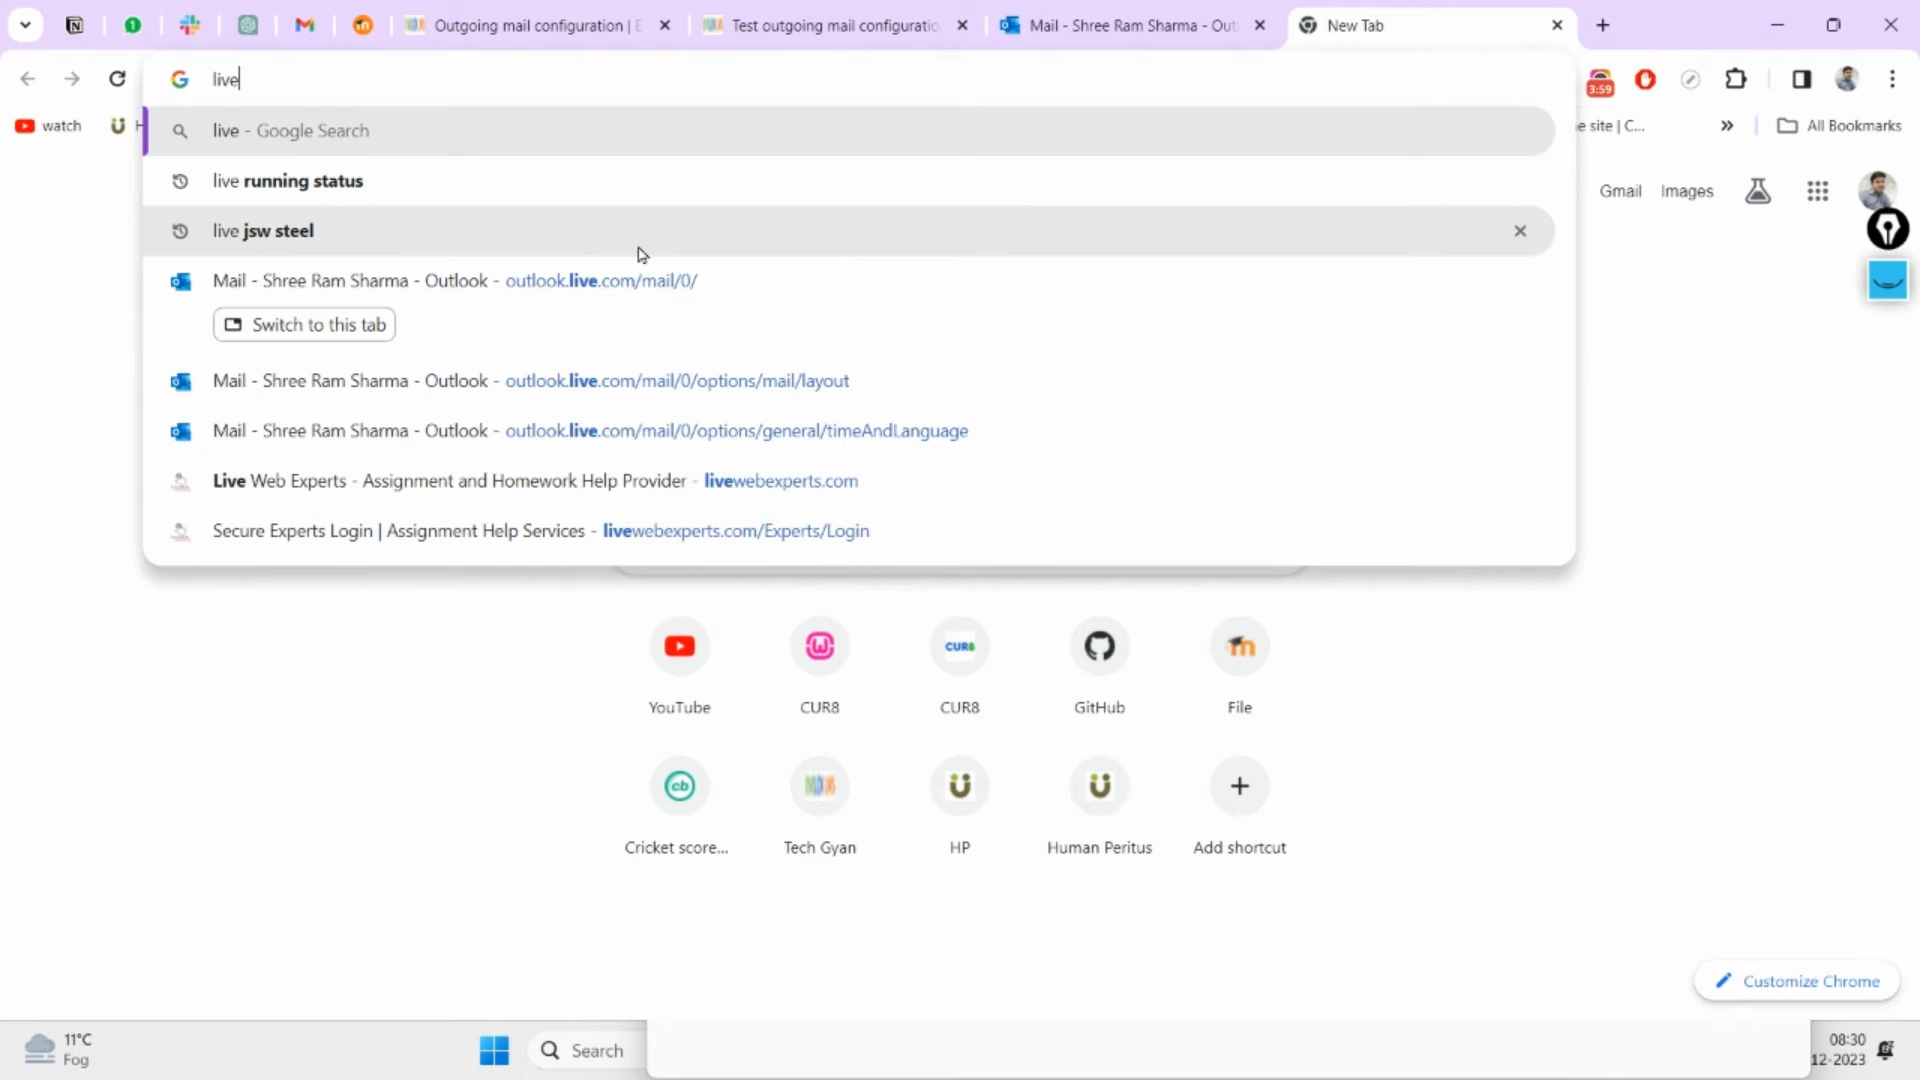 Outgoing mail configuration | E
Test outgoing mail configuratio
Mail - Shree Ram Sharma - Out
New Tab
live
3:59
watch
H
e site | C...
All Bookmarks
live - Google Search
live running status
live jsw steel
Mail - Shree Ram Sharma - Outlook - outlook.live.com/mail/0/
Switch to this tab
Mail - Shree Ram Sharma - Outlook - outlook.live.com/mail/0/options/mail/layout
Mail - Shree Ram Sharma - Outlook - outlook.live.com/mail/0/options/general/timeAndLanguage
Live Web Experts - Assignment and Homework Help Provider - livewebexperts.com
Secure Experts Login | Assignment Help Services - livewebexperts.com/Experts/Login
Gmail Images
CUR8
YouTube CUR8 CUR8 GitHub File
cb
Cricket score... Tech Gyan HP Human Peritus Add shortcut
Customize Chrome
11°C
Fog
Search
08:30
12-2023